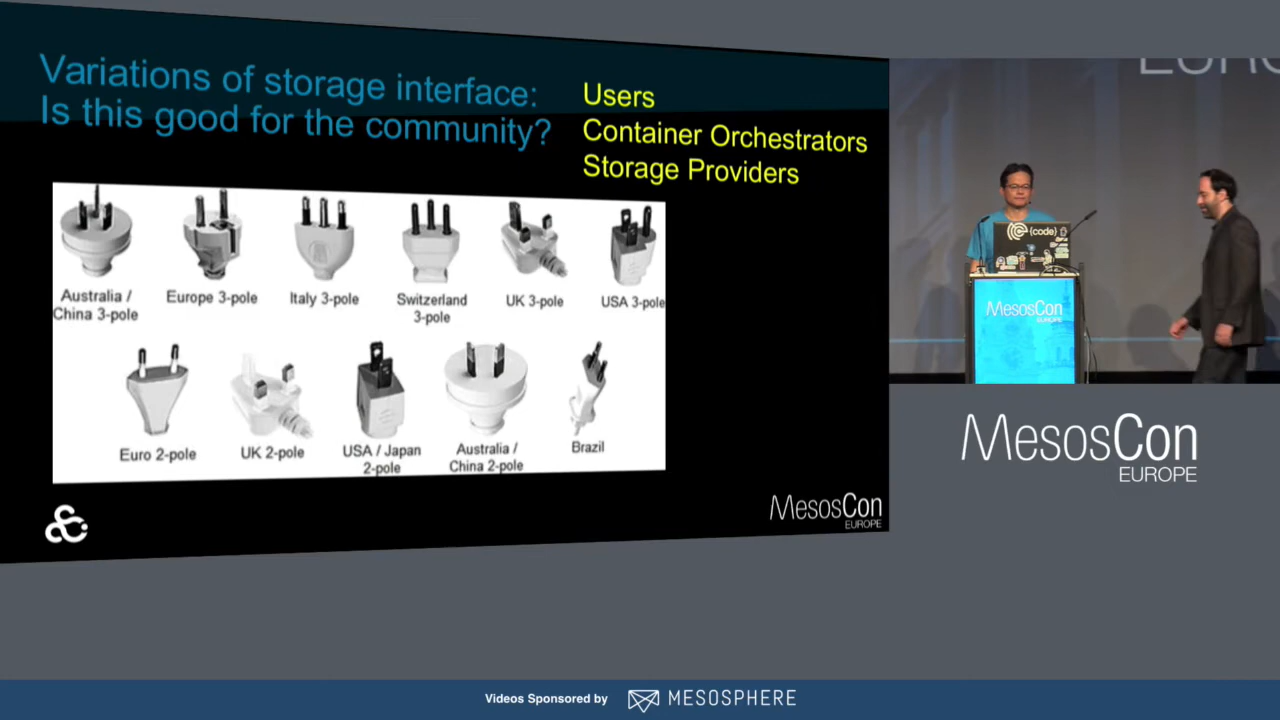 Variations of storage interface:
Is this good for the community?
Users
Container Orchestrators
Storage Providers
Australia /
China 3-pole
Europe 3-pole
Italy 3-pole
Switzerland
3-pole
UK 3-pole
USA 3-pole
Euro 2-pole
UK 2-pole
USA / Japan
2-pole
Australia /
China 2-pole
Brazil
MesosCon
EUROPE
{code}
MesosCon
EUROPE
MesosCon
EUROPE
Videos Sponsored by
MESOSPHERE